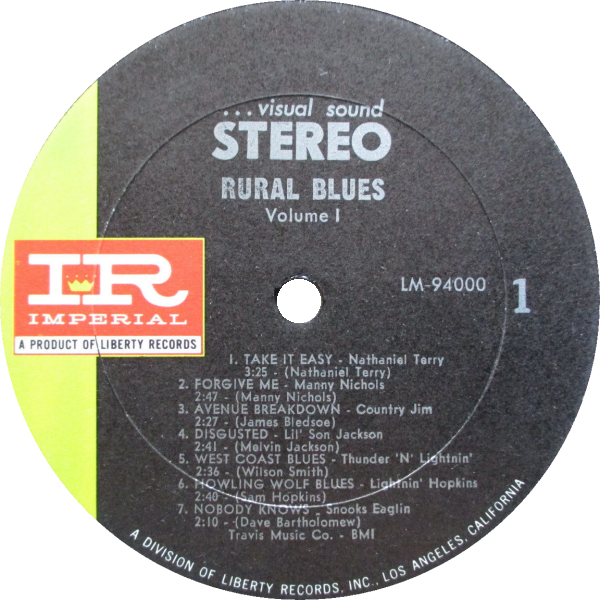 ...visual sound
STEREO
RURAL BLUES
Volume I
IR
IMPERIAL
A PRODUCT OF LIBERTY RECORDS
LM-94000
1
1. TAKE IT EASY - Nathaniel Terry
3:25 - (Nathaniel Terry)
2. FORGIVE ME - Manny Nichols
2:47 - (Manny Nichols)
3. AVENUE BREAKDOWN - Country Jim
2:27 - (James Bledsoe)
4. DISGUSTED - Lil' Son Jackson
2:41 - (Melvin Jackson)
5. WEST COAST BLUES - Thunder 'N' Lightnin'
2:36 - (Wilson Smith)
6. HOWLING WOLF BLUES - Lightnin' Hopkins
2:40 - (Sam Hopkins)
7. NOBODY KNOWS - Snooks Eaglin
2:10 - (Dave Bartholomew)
Travis Music Co. - BMI
A DIVISION OF LIBERTY RECORDS, INC., LOS ANGELES, CALIFORNIA